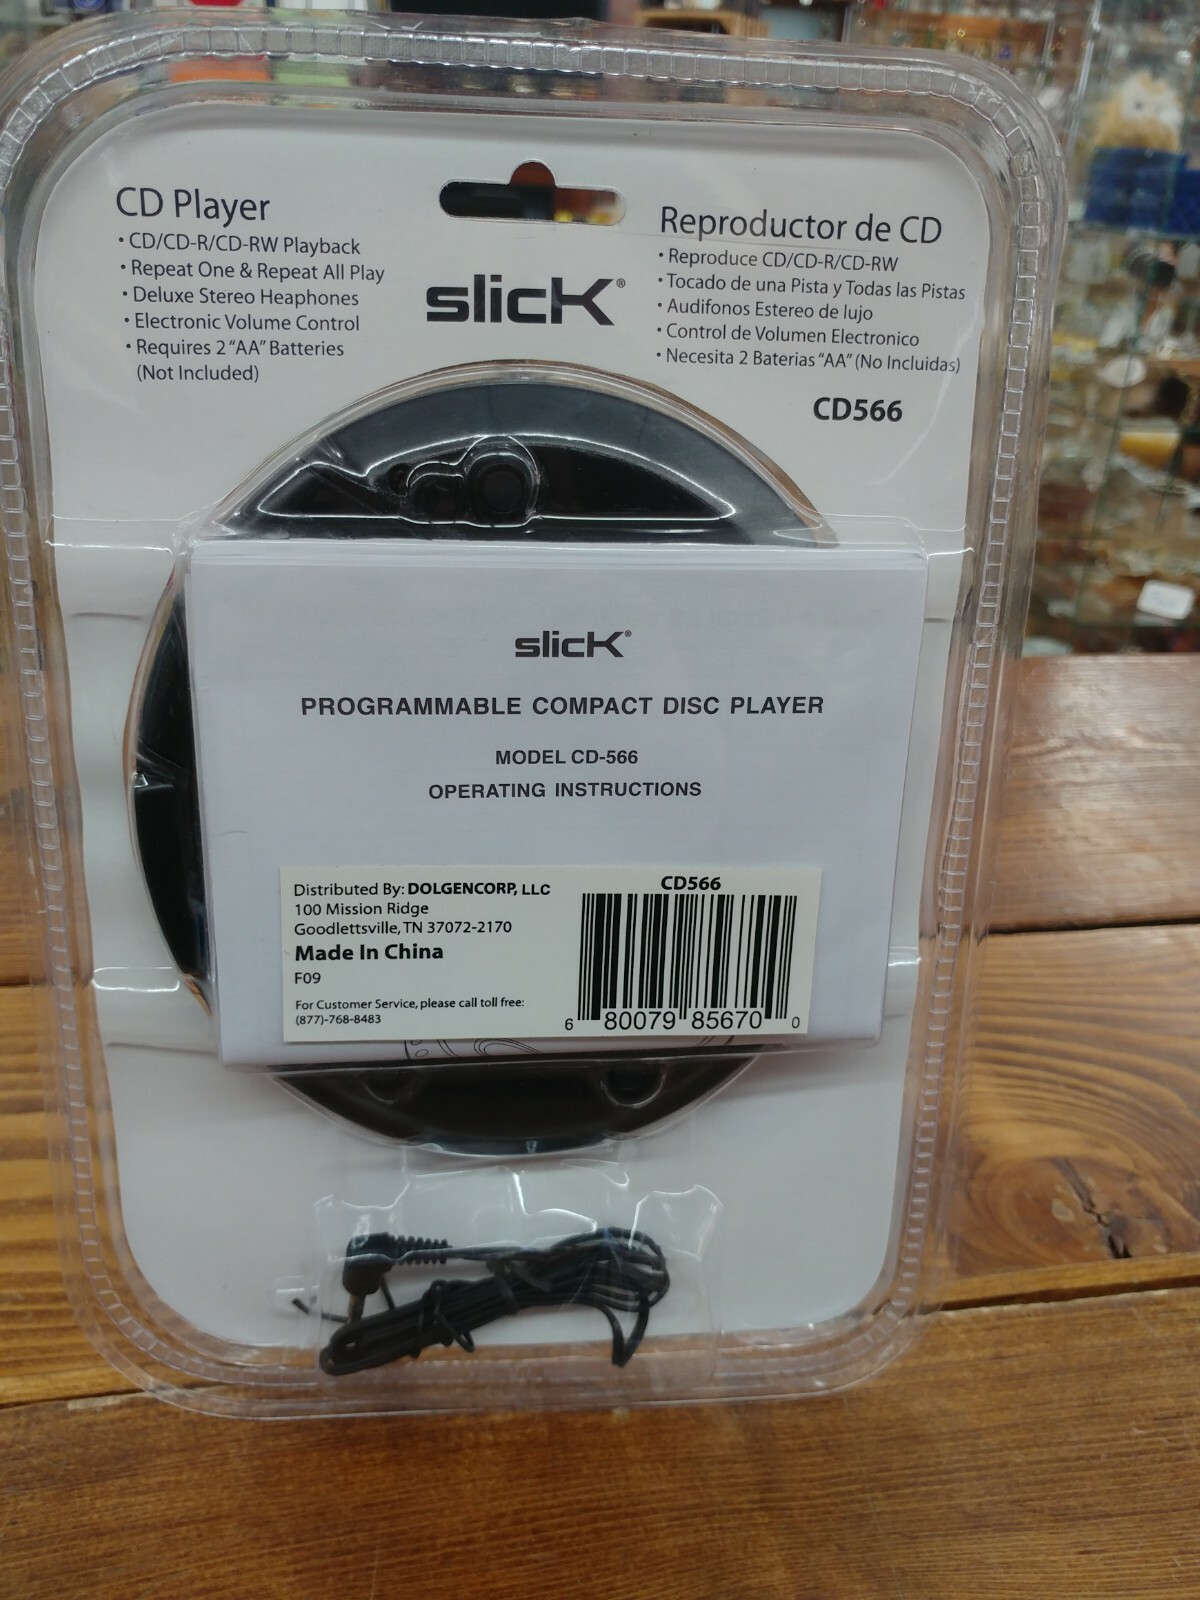 CD Player
• CD/CD-R/CD-RW Playback
• Repeat One & Repeat All Play
• Deluxe Stereo Heaphones
• Electronic Volume Control
• Requires 2 "AA" Batteries
(Not Included)
slicK®
Reproductor de CD
• Reproduce CD/CD-R/CD-RW
• Tocado de una Pista y Todas las Pistas
• Audifonos Estereo de lujo
• Control de Volumen Electronico
• Necesita 2 Baterias "AA" (No Incluidas)
CD566
slicK®
PROGRAMMABLE COMPACT DISC PLAYER
MODEL CD-566
OPERATING INSTRUCTIONS
Distributed By: DOLGENCORP, LLC
100 Mission Ridge
Goodlettsville, TN 37072-2170
Made In China
F09
For Customer Service, please call toll free:
(877)-768-8483
CD566
6 80079 85670 0